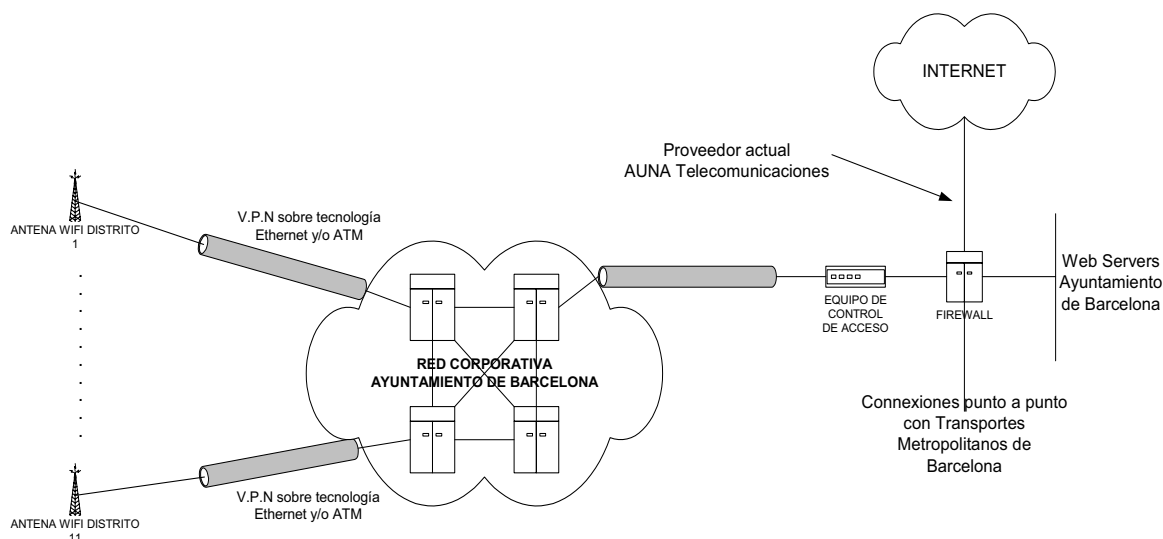 INTERNET
Proveedor actual
AUNA Telecomunicaciones
ANTENA WIFI DISTRITO
1
V.P.N sobre tecnología
Ethernet y/o ATM
RED CORPORATIVA
AYUNTAMIENTO DE BARCELONA
EQUIPO DE
CONTROL
DE ACCESO
FIREWALL
Web Servers
Ayuntamiento
de Barcelona
Connexiones punto a punto
con Transportes
Metropolitanos de
Barcelona
V.P.N sobre tecnología
Ethernet y/o ATM
ANTENA WIFI DISTRITO
11